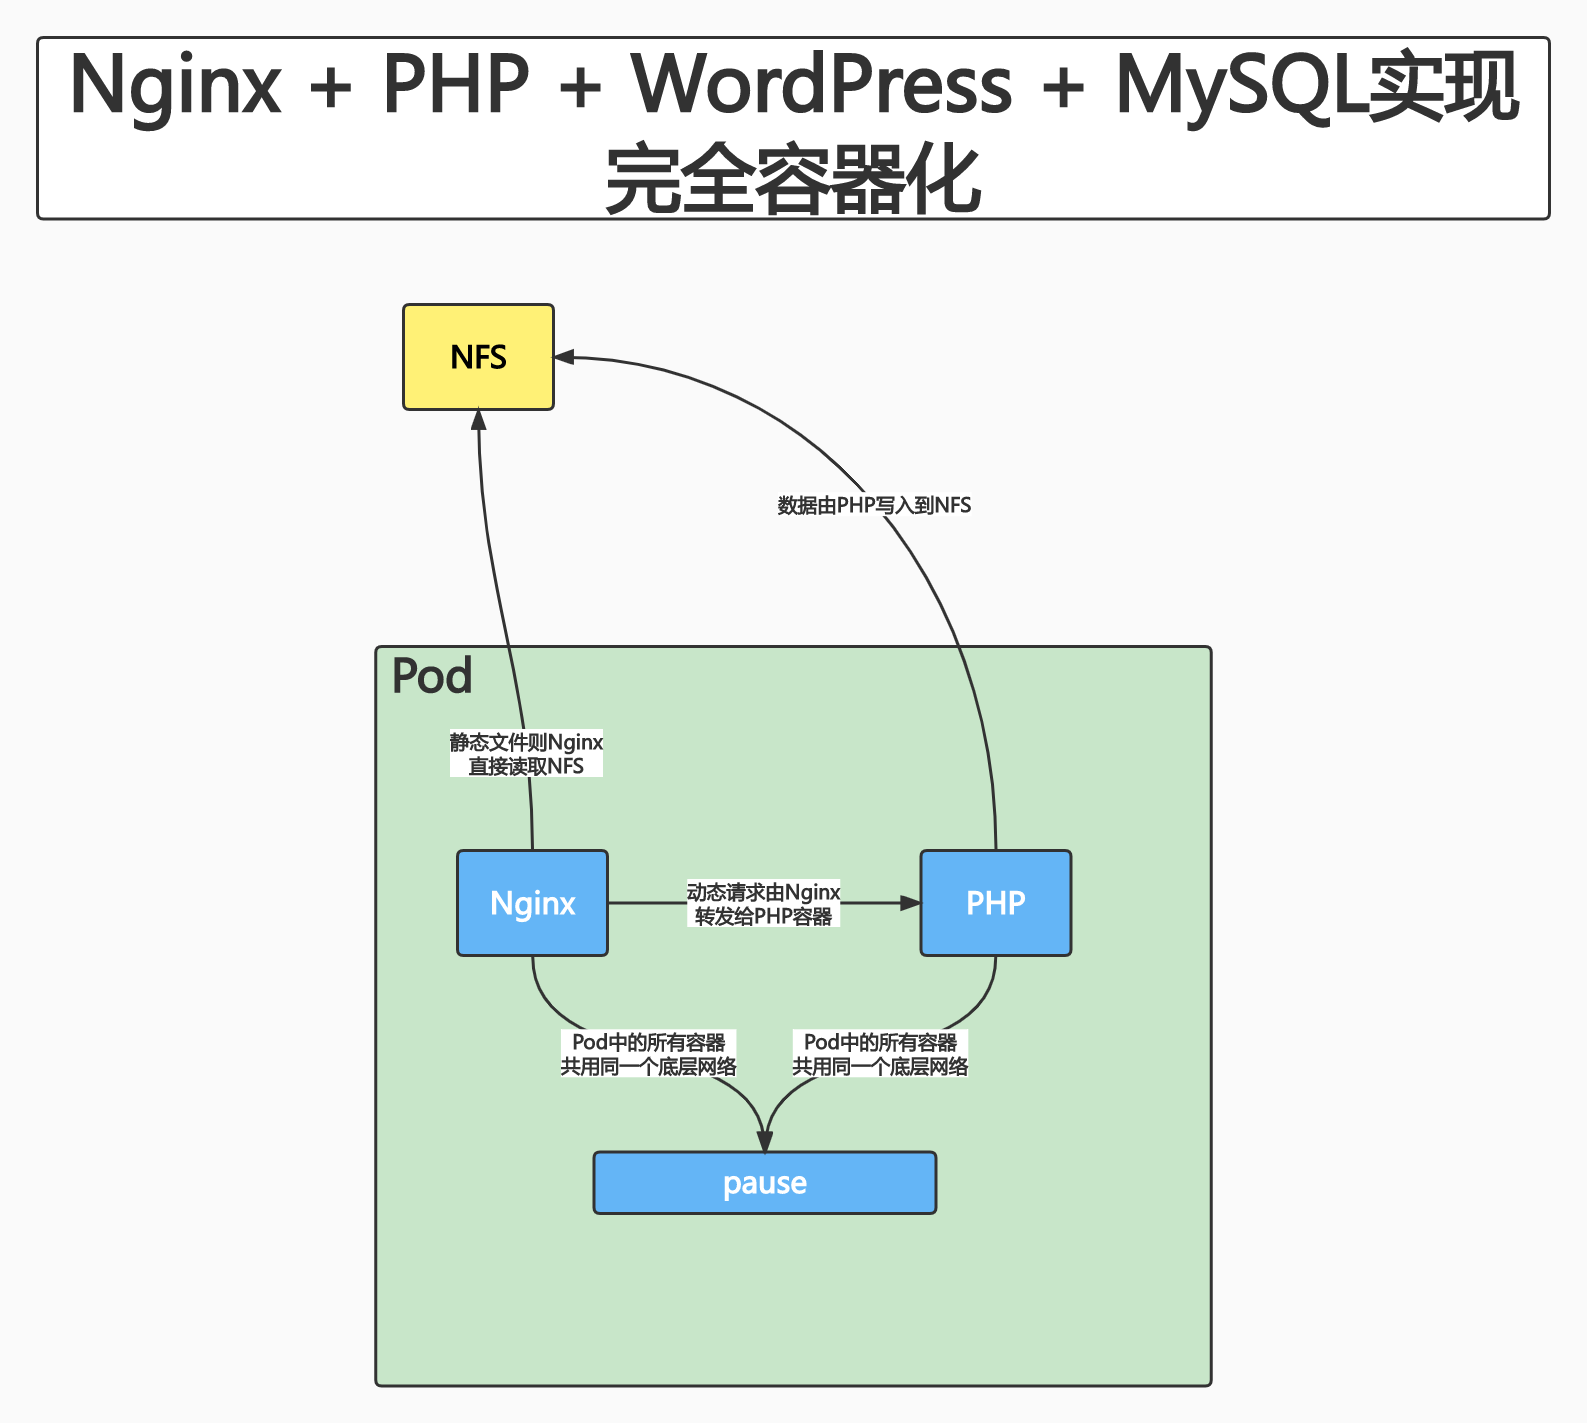 Nginx + PHP + WordPress + MySQL实现
完全容器化
NFS
数据由PHP写入到NFS
Pod
静态文件则Nginx
直接读取NFS
Nginx
动态请求由Nginx
转发给PHP容器
PHP
Pod中的所有容器
共用同一个底层网络
Pod中的所有容器
共用同一个底层网络
pause